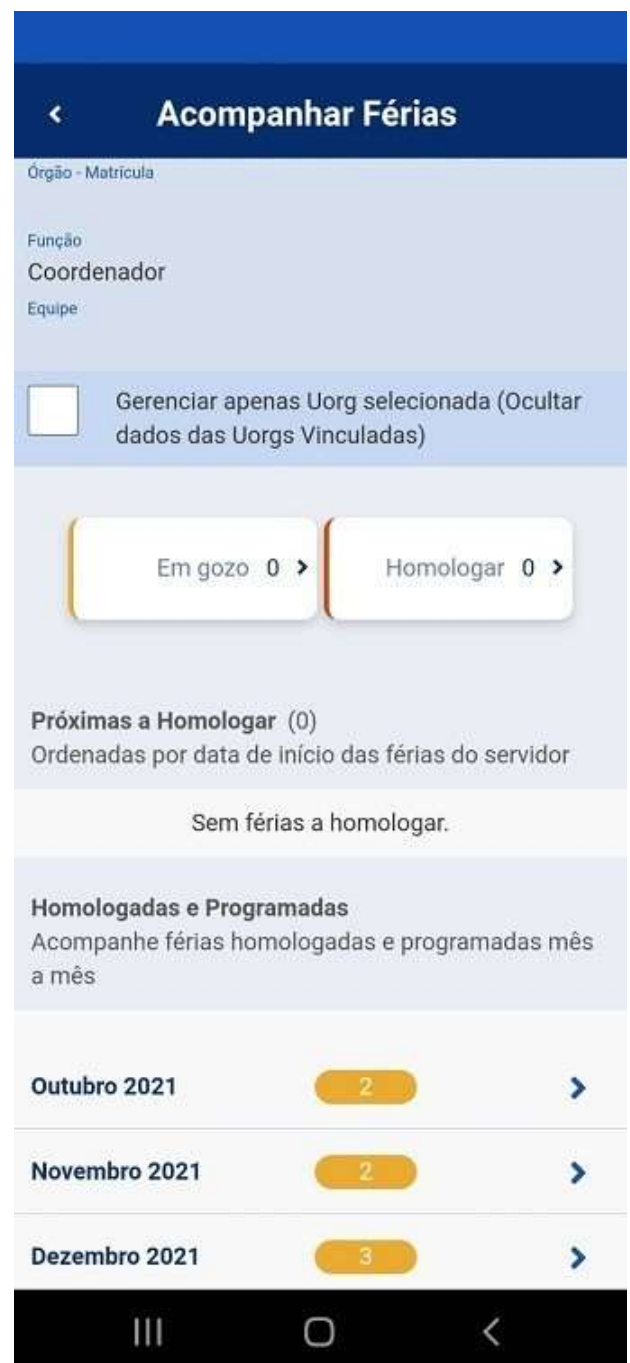 Acompanhar Férias
Órgão - Matrícula
Função
Coordenador
Equipe
Gerenciar apenas Uorg selecionada (Ocultar
dados das Uorgs Vinculadas)
Em gozo 0
Homologar 0
Próximas a Homologar (0)
Ordenadas por data de início das férias do servidor
Sem férias a homologar.
Homologadas e Programadas
Acompanhe férias homologadas e programadas mês
a mês
Outubro 2021 2
Novembro 2021 2
Dezembro 2021 3